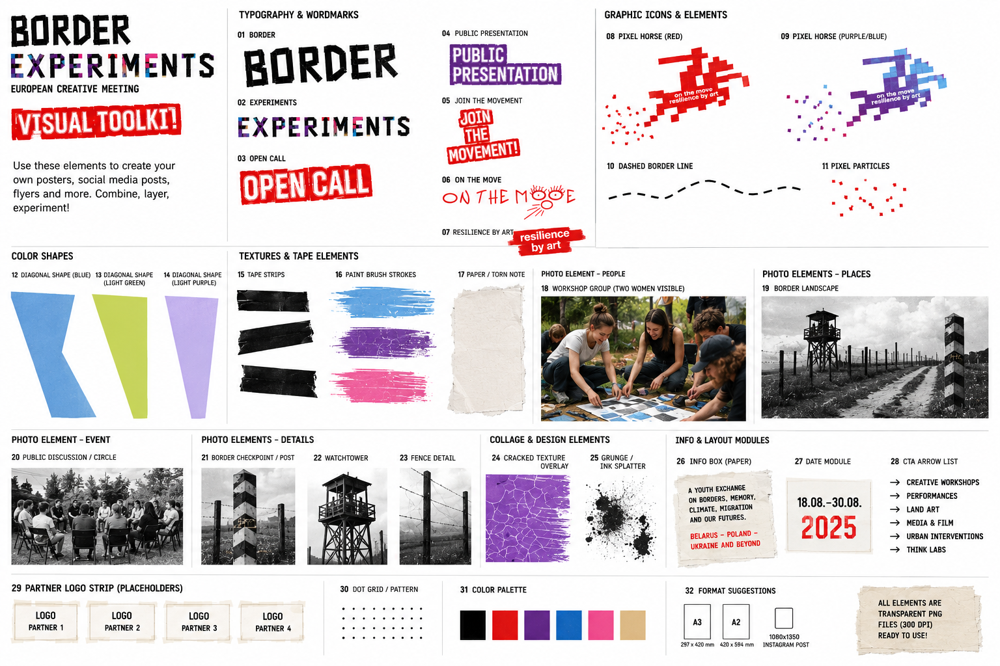 BORDER
EXPERIMENTS
EUROPEAN CREATIVE MEETING
VISUAL TOOLKI!
Use these elements to create your
own posters, social media posts,
flyers and more. Combine, layer,
experiment!
TYPOGRAPHY & WORDMARKS
01 BORDER
BORDER
02 EXPERIMENTS
EXPERIMENTS
03 OPEN CALL
OPEN CALL
04 PUBLIC PRESENTATION
PUBLIC
PRESENTATION
05 JOIN THE MOVEMENT
JOIN
THE
MOVEMENT!
06 ON THE MOVE
ON THE MOOE
07 RESILIENCE BY ART
resilience
by art
GRAPHIC ICONS & ELEMENTS
08 PIXEL HORSE (RED)
on the move
resilience by art
09 PIXEL HORSE (PURPLE/BLUE)
on the move
resilience by art
10 DASHED BORDER LINE
11 PIXEL PARTICLES
COLOR SHAPES
12 DIAGONAL SHAPE (BLUE)
13 DIAGONAL SHAPE
(LIGHT GREEN)
14 DIAGONAL SHAPE
(LIGHT PURPLE)
TEXTURES & TAPE ELEMENTS
15 TAPE STRIPS
16 PAINT BRUSH STROKES
17 PAPER / TORN NOTE
PHOTO ELEMENT – PEOPLE
18 WORKSHOP GROUP (TWO WOMEN VISIBLE)
PHOTO ELEMENTS – PLACES
19 BORDER LANDSCAPE
PHOTO ELEMENT – EVENT
20 PUBLIC DISCUSSION / CIRCLE
PHOTO ELEMENTS – DETAILS
21 BORDER CHECKPOINT / POST
22 WATCHTOWER
23 FENCE DETAIL
COLLAGE & DESIGN ELEMENTS
24 CRACKED TEXTURE
OVERLAY
25 GRUNGE /
INK SPLATTER
INFO & LAYOUT MODULES
26 INFO BOX (PAPER)
A YOUTH EXCHANGE
ON BORDERS, MEMORY,
CLIMATE, MIGRATION
AND OUR FUTURES.
BELARUS – POLAND –
UKRAINE AND BEYOND
27 DATE MODULE
18.08.–30.08.
2025
28 CTA ARROW LIST
→ CREATIVE WORKSHOPS
→ PERFORMANCES
→ LAND ART
→ MEDIA & FILM
→ URBAN INTERVENTIONS
→ THINK LABS
29 PARTNER LOGO STRIP (PLACEHOLDERS)
LOGO
PARTNER 1
LOGO
PARTNER 2
LOGO
PARTNER 3
LOGO
PARTNER 4
30 DOT GRID / PATTERN
31 COLOR PALETTE
32 FORMAT SUGGESTIONS
A3
297 x 420 mm
A2
420 x 594 mm
1080x1350
INSTAGRAM POST
ALL ELEMENTS ARE
TRANSPARENT PNG
FILES (300 DPI)
READY TO USE!